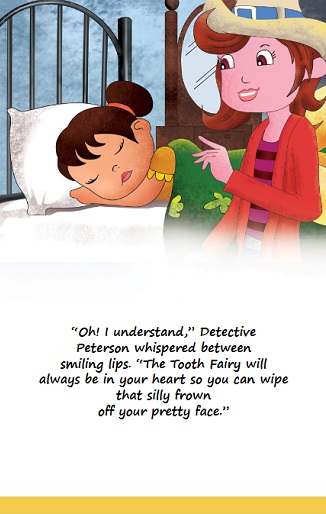 “Oh! I understand,” Detective
Peterson whispered between
smiling lips. “The Tooth Fairy will
always be in your heart so you can wipe
that silly frown
off your pretty face.”